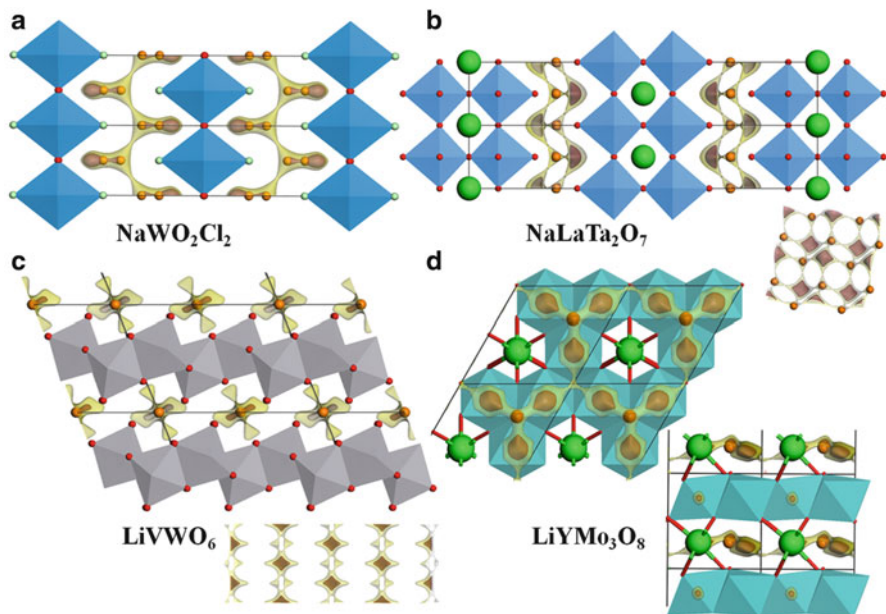 a
b
NaWO₂Cl₂
NaLaTa₂O₇
c
d
LiVWO₆
LiYMo₃O₈